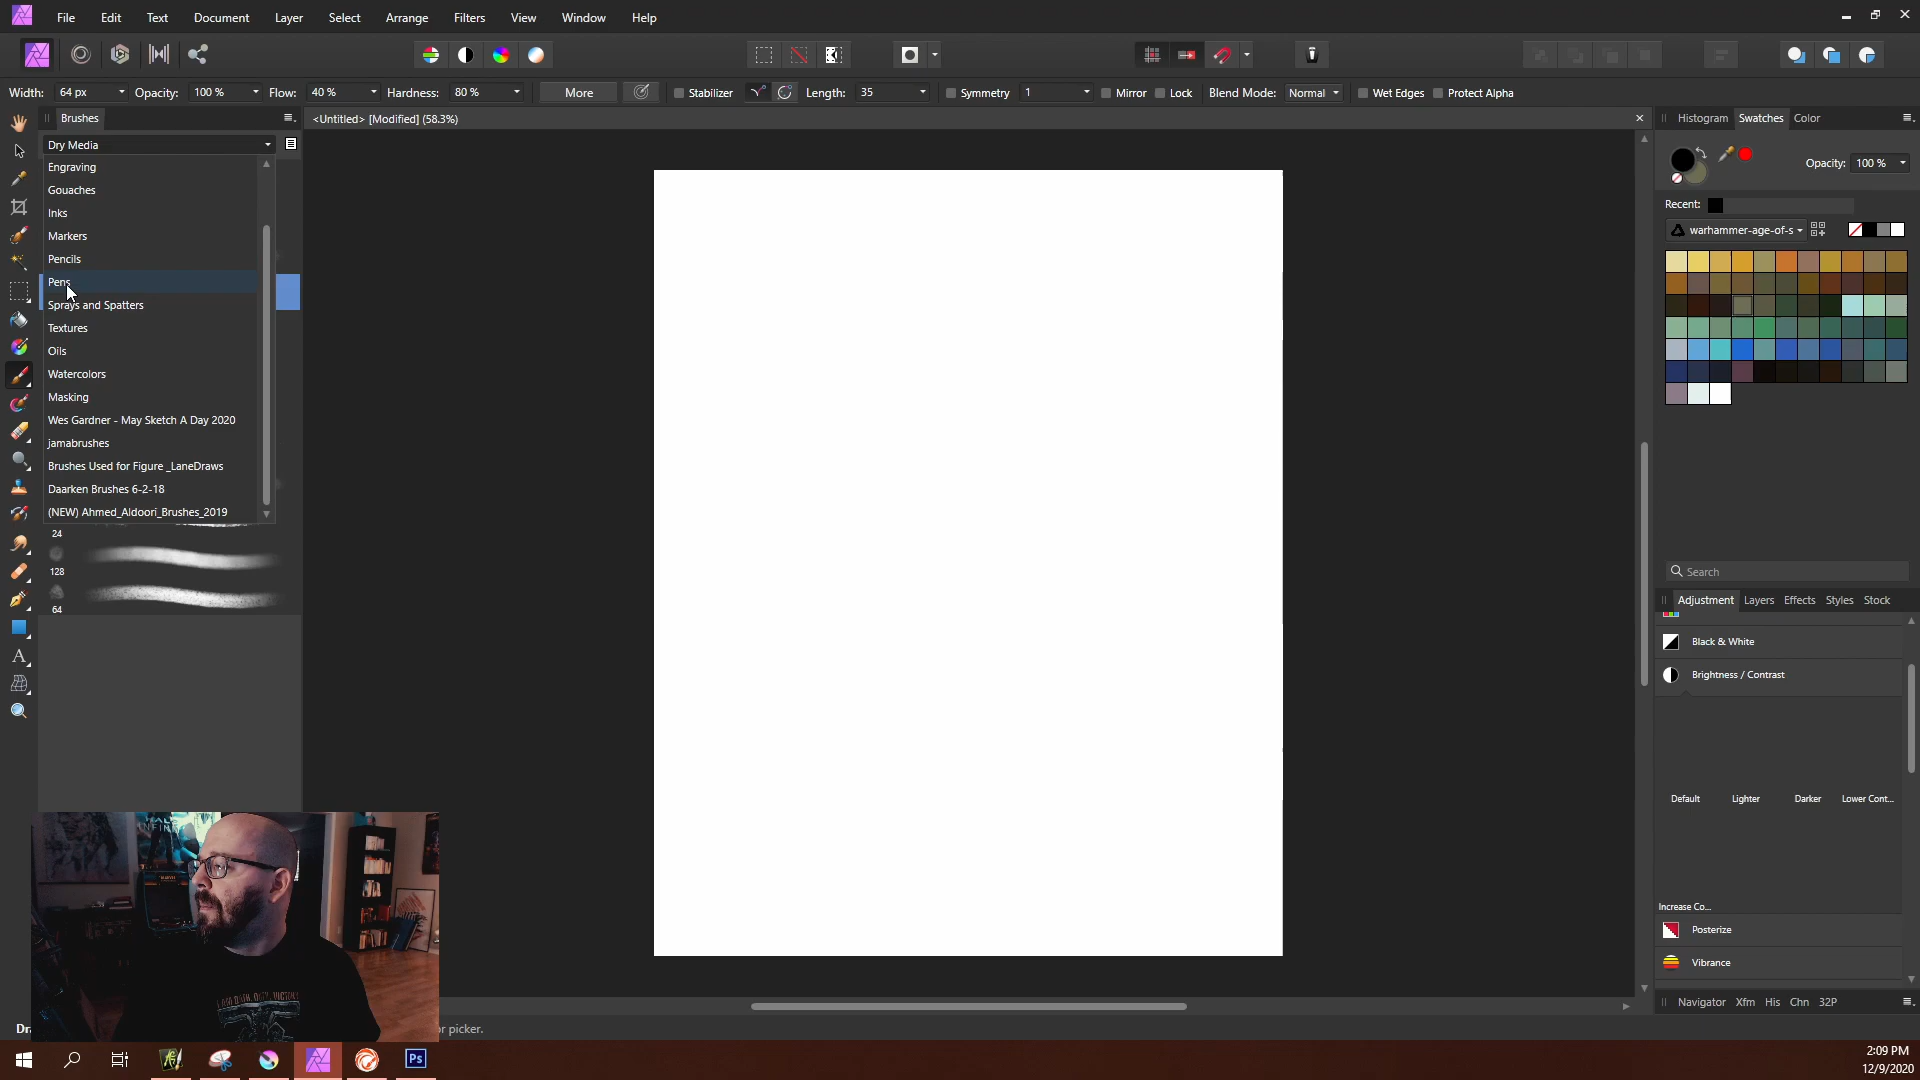 File Edit Text Document Layer Select Arrange Filters View Window Help
Width: 64 px Opacity: 100 % Flow: 40 % Hardness: 80 % More Stabilizer Length: 35 Symmetry 1 Mirror Lock Blend Mode: Normal Wet Edges Protect Alpha
Brushes
<Untitled> [Modified] (58.3%)
Histogram Swatches Color
Dry Media
Engraving
Gouaches
Inks
Markers
Pencils
Pens
Sprays and Spatters
Textures
Oils
Watercolors
Masking
Wes Gardner - May Sketch A Day 2020
jamabrushes
Brushes Used for Figure _LaneDraws
Daarken Brushes 6-2-18
(NEW) Ahmed_Aldoori_Brushes_2019
24
128
64
Opacity: 100 %
Recent:
warhammer-age-of-s
Search
Adjustment Layers Effects Styles Stock
Black & White
Brightness / Contrast
Default Lighter Darker Lower Cont...
Increase Co...
Posterize
Vibrance
Navigator Xfm His Chn 32P
Dra
or picker.
Ps
2:09 PM
12/9/2020